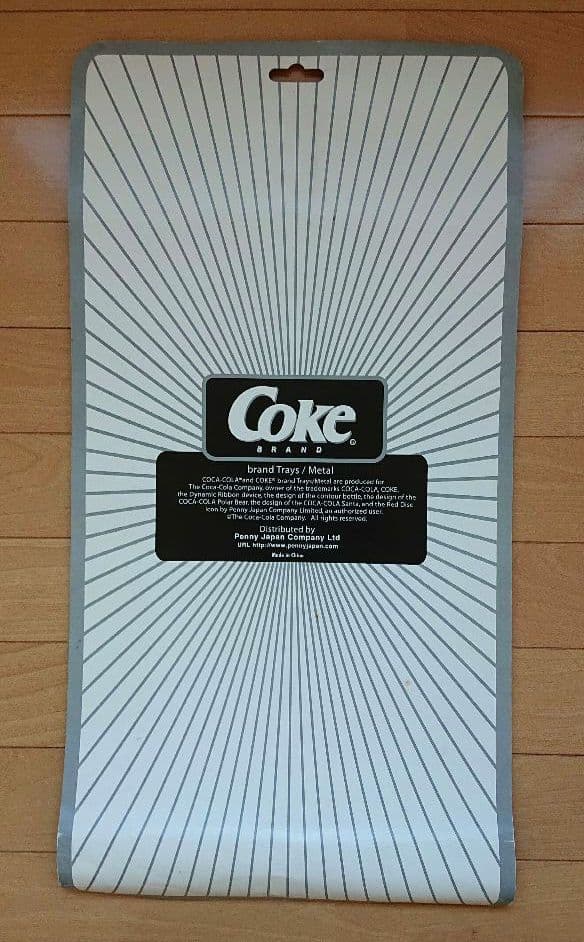 Coke®
BRAND
brand Trays / Metal
COCA-COLA® and COKE® brand Trays/Metal are produced for
The Coca-Cola Company, owner of the trademarks COCA-COLA, COKE,
the Dynamic Ribbon device, the design of the contour bottle, the design of the
COCA-COLA Polar Bear, the design of the COCA-COLA Santa, and the Red Disc
Icon by Penny Japan Company Limited, an authorized user.
©The Coca-Cola Company. All rights reserved.
Distributed by
Penny Japan Company Ltd
URL http://www.pennyjapan.com
Made in China